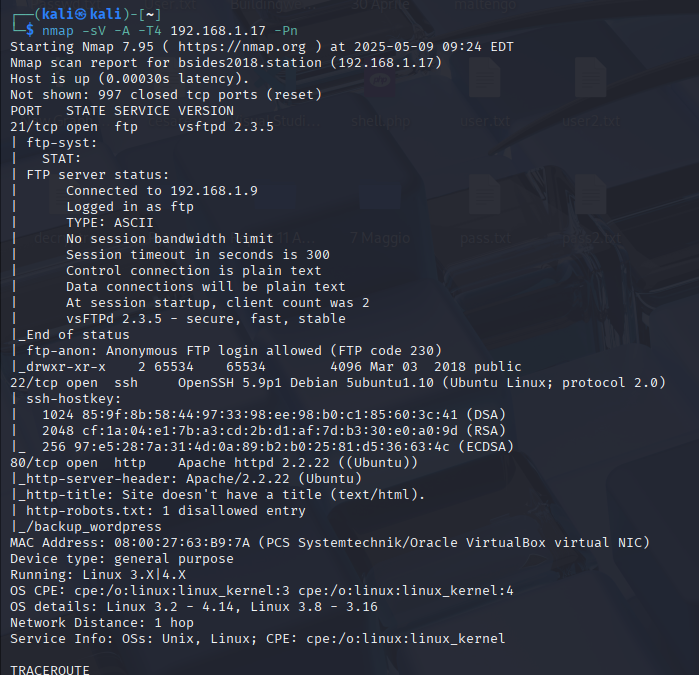 ┌──(kali㉿kali)-[~]
└─$ nmap -sV -A -T4 192.168.1.17 -Pn
Starting Nmap 7.95 ( https://nmap.org ) at 2025-05-09 09:24 EDT
Nmap scan report for bsides2018.station (192.168.1.17)
Host is up (0.00030s latency).
Not shown: 997 closed tcp ports (reset)
PORT   STATE SERVICE VERSION
21/tcp open  ftp     vsftpd 2.3.5
| ftp-syst:
|   STAT:
| FTP server status:
|      Connected to 192.168.1.9
|      Logged in as ftp
|      TYPE: ASCII
|      No session bandwidth limit
|      Session timeout in seconds is 300
|      Control connection is plain text
|      Data connections will be plain text
|      At session startup, client count was 2
|      vsFTPd 2.3.5 - secure, fast, stable
|_End of status
| ftp-anon: Anonymous FTP login allowed (FTP code 230)
|_drwxr-xr-x    2 65534    65534        4096 Mar 03  2018 public
22/tcp open  ssh     OpenSSH 5.9p1 Debian 5ubuntu1.10 (Ubuntu Linux; protocol 2.0)
| ssh-hostkey:
|   1024 85:9f:8b:58:44:97:33:98:ee:98:b0:c1:85:60:3c:41 (DSA)
|   2048 cf:1a:04:e1:7b:a3:cd:2b:d1:af:7d:b3:30:e0:a0:9d (RSA)
|_  256 97:e5:28:7a:31:4d:0a:89:b2:b0:25:81:d5:36:63:4c (ECDSA)
80/tcp open  http    Apache httpd 2.2.22 ((Ubuntu))
|_http-server-header: Apache/2.2.22 (Ubuntu)
|_http-title: Site doesn't have a title (text/html).
| http-robots.txt: 1 disallowed entry
|_/backup_wordpress
MAC Address: 08:00:27:63:B9:7A (PCS Systemtechnik/Oracle VirtualBox virtual NIC)
Device type: general purpose
Running: Linux 3.X|4.X
OS CPE: cpe:/o:linux:linux_kernel:3 cpe:/o:linux:linux_kernel:4
OS details: Linux 3.2 - 4.14, Linux 3.8 - 3.16
Network Distance: 1 hop
Service Info: OSs: Unix, Linux; CPE: cpe:/o:linux:linux_kernel
TRACEROUTE
30 Aprile
shell.php
user.txt
user2.txt
7 Maggio
pass.txt